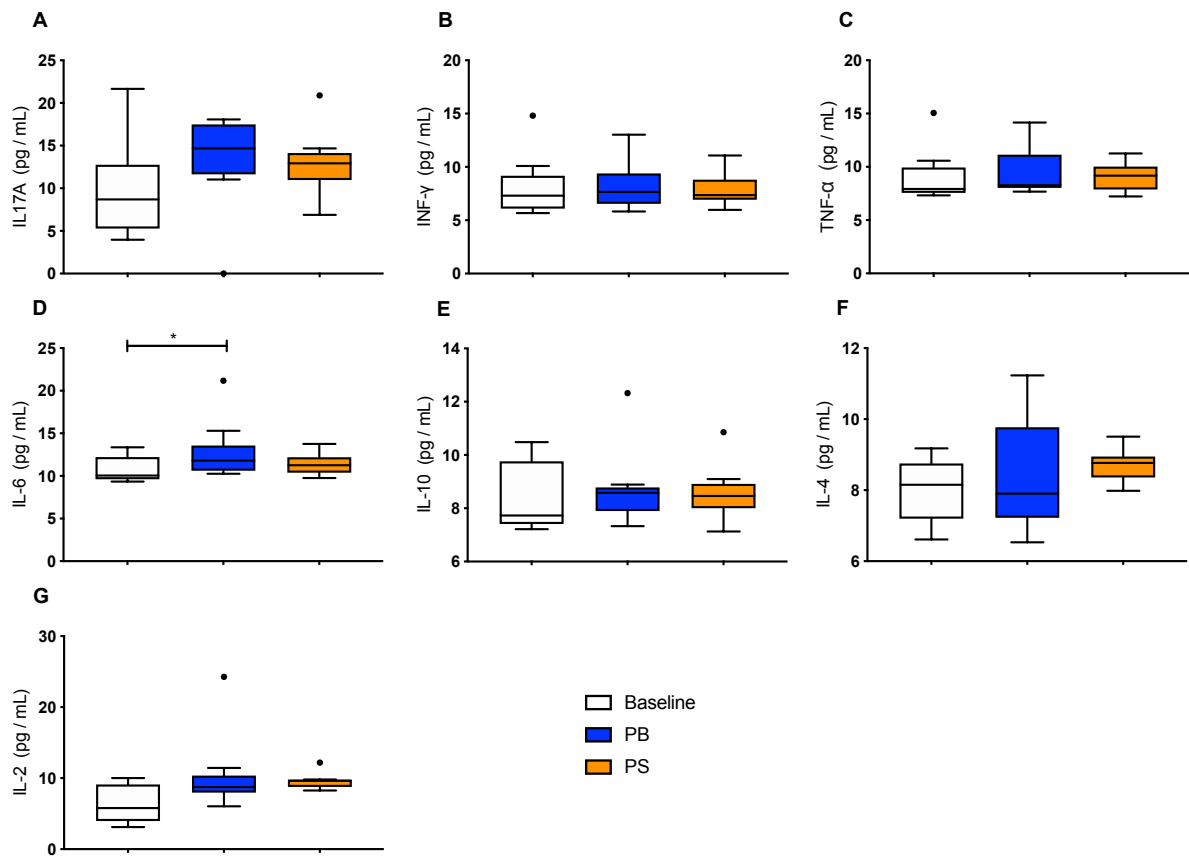 A
IL17A (pg / mL)
25
20
15
10
5
0
B
INF-γ (pg / mL)
20
15
10
5
0
C
TNF-α (pg / mL)
20
15
10
5
0
D
IL-6 (pg / mL)
25
20
15
10
5
0
*
E
IL-10 (pg / mL)
14
12
10
8
6
F
IL-4 (pg / mL)
12
10
8
6
G
IL-2 (pg / mL)
30
20
10
0
Baseline
PB
PS